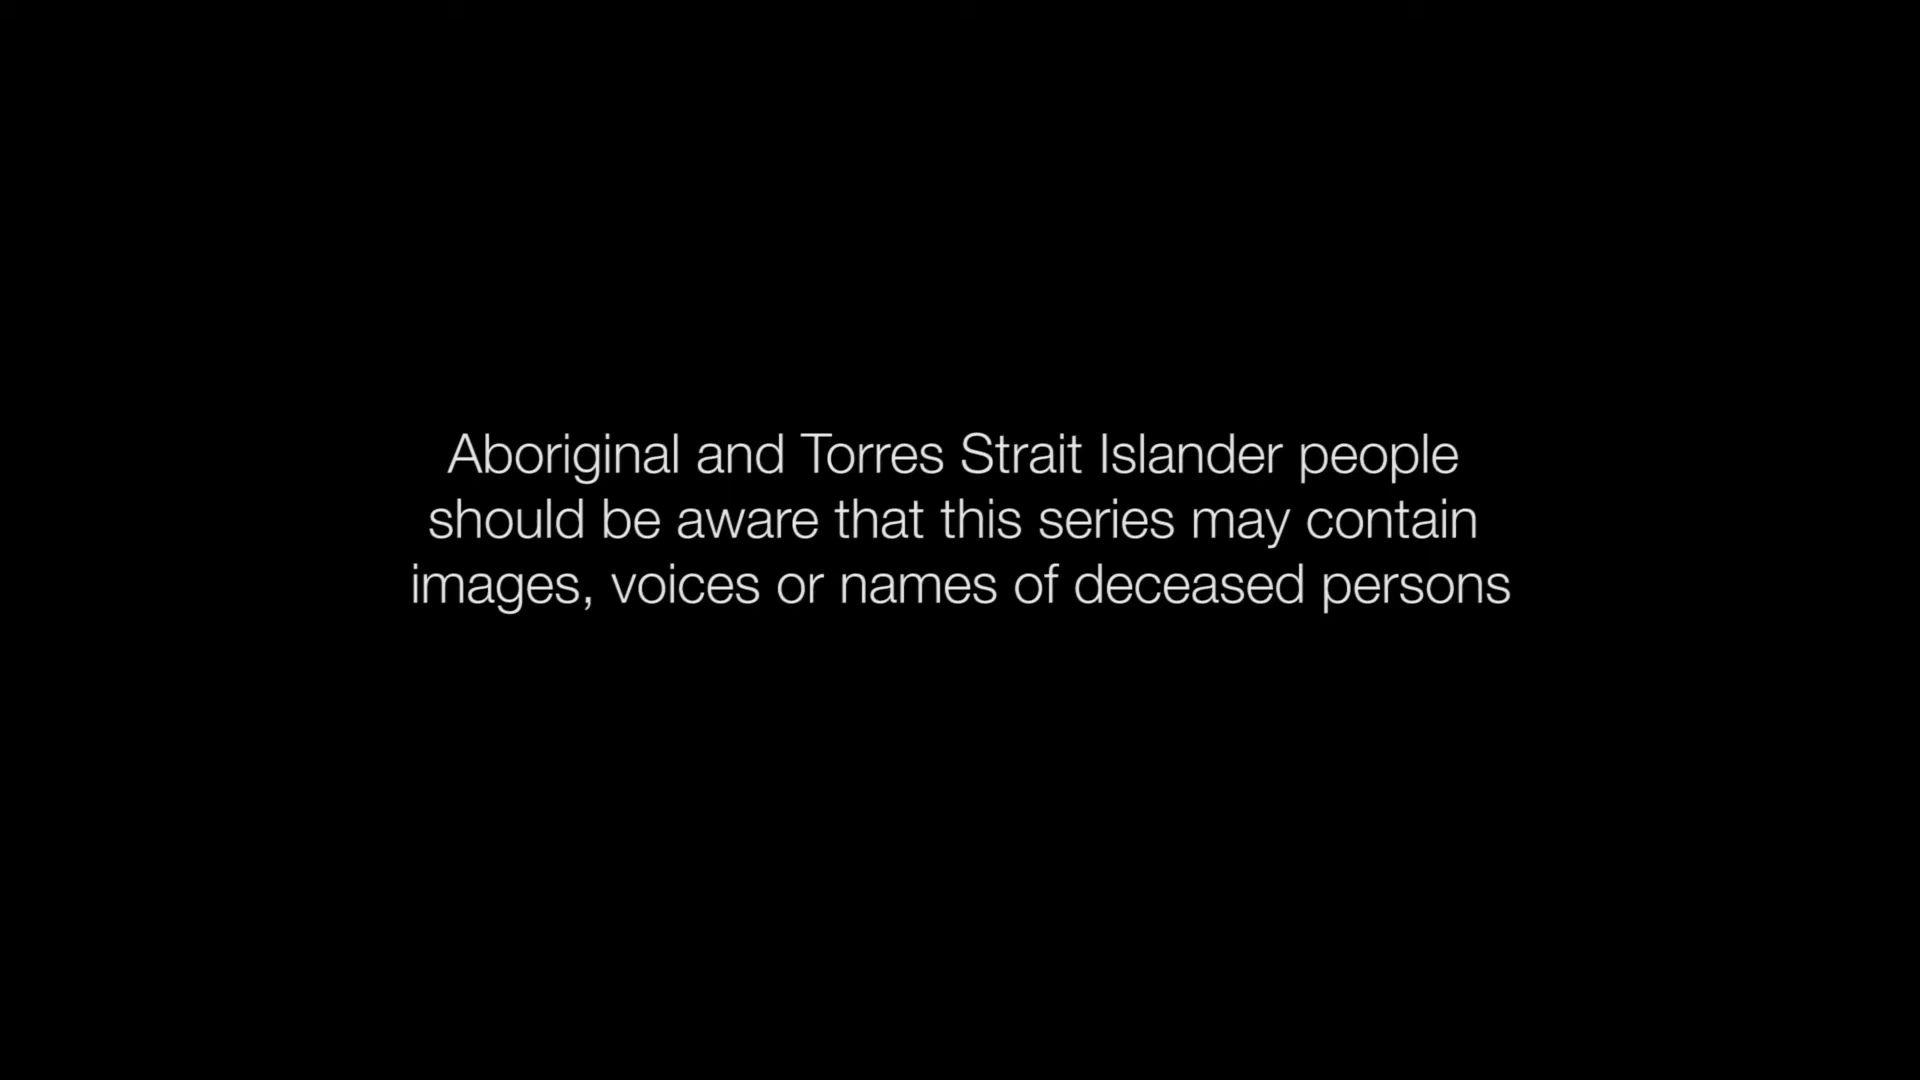 Aboriginal and Torres Strait Islander people
should be aware that this series may contain
images, voices or names of deceased persons